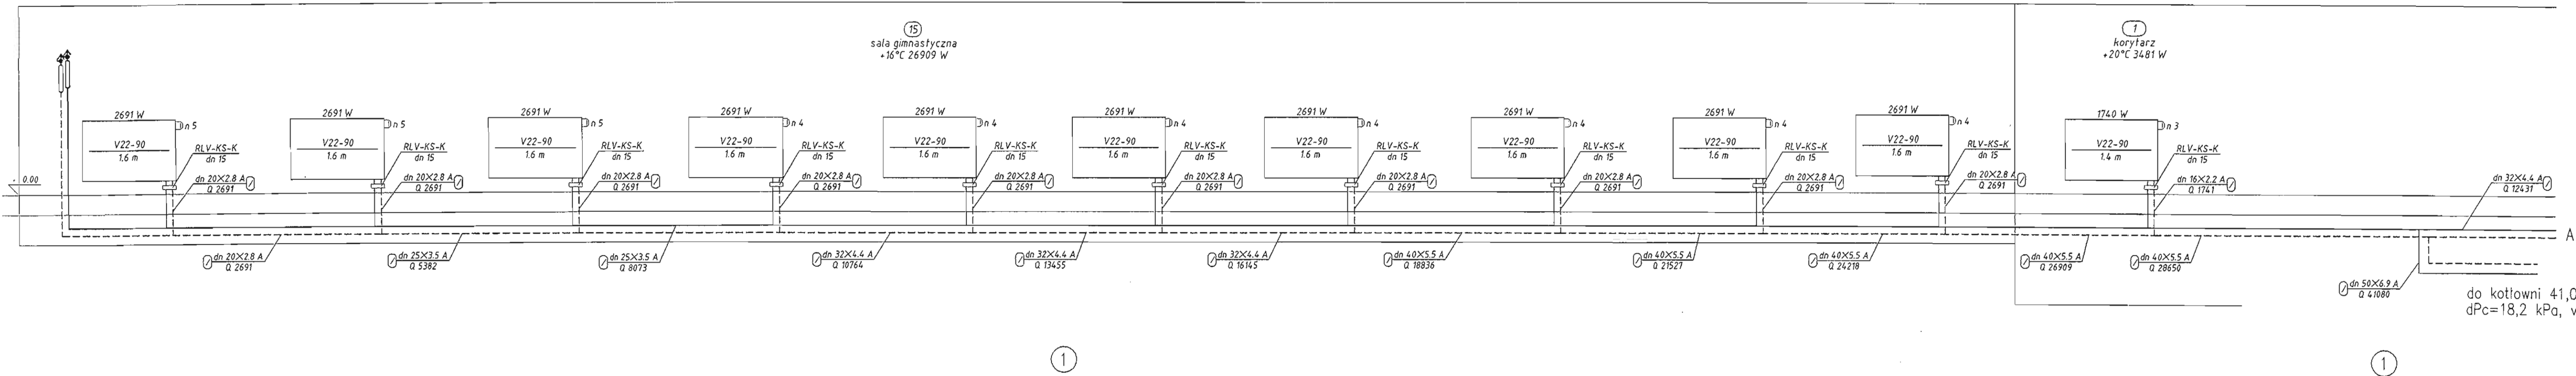 15
sala gimnastyczna
+16°C 26909 W
1
korytarz
+20°C 3481 W
2691 W
n 5
V22-90
1.6 m
RLV-KS-K
dn 15
dn 20X2.8 A
Q 2691
2691 W
n 5
V22-90
1.6 m
RLV-KS-K
dn 15
dn 20X2.8 A
Q 2691
2691 W
n 5
V22-90
1.6 m
RLV-KS-K
dn 15
dn 20X2.8 A
Q 2691
2691 W
n 4
V22-90
1.6 m
RLV-KS-K
dn 15
dn 20X2.8 A
Q 2691
2691 W
n 4
V22-90
1.6 m
RLV-KS-K
dn 15
dn 20X2.8 A
Q 2691
2691 W
n 4
V22-90
1.6 m
RLV-KS-K
dn 15
dn 20X2.8 A
Q 2691
2691 W
n 4
V22-90
1.6 m
RLV-KS-K
dn 15
dn 20X2.8 A
Q 2691
2691 W
n 4
V22-90
1.6 m
RLV-KS-K
dn 15
dn 20X2.8 A
Q 2691
2691 W
n 4
V22-90
1.6 m
RLV-KS-K
dn 15
dn 20X2.8 A
Q 2691
2691 W
n 4
V22-90
1.6 m
RLV-KS-K
dn 15
dn 20X2.8 A
Q 2691
1740 W
n 3
V22-90
1.4 m
RLV-KS-K
dn 15
dn 16X2.2 A
Q 1741
dn 32X4.4 A
Q 12431
0.00
A
dn 20X2.8 A
Q 2691
dn 25X3.5 A
Q 5382
dn 25X3.5 A
Q 8073
dn 32X4.4 A
Q 10764
dn 32X4.4 A
Q 13455
dn 32X4.4 A
Q 16145
dn 40X5.5 A
Q 18836
dn 40X5.5 A
Q 21527
dn 40X5.5 A
Q 24218
dn 40X5.5 A
Q 26909
dn 40X5.5 A
Q 28650
dn 50X6.9 A
Q 41080
do kotłowni 41,0
dPc=18,2 kPa, v
1
1